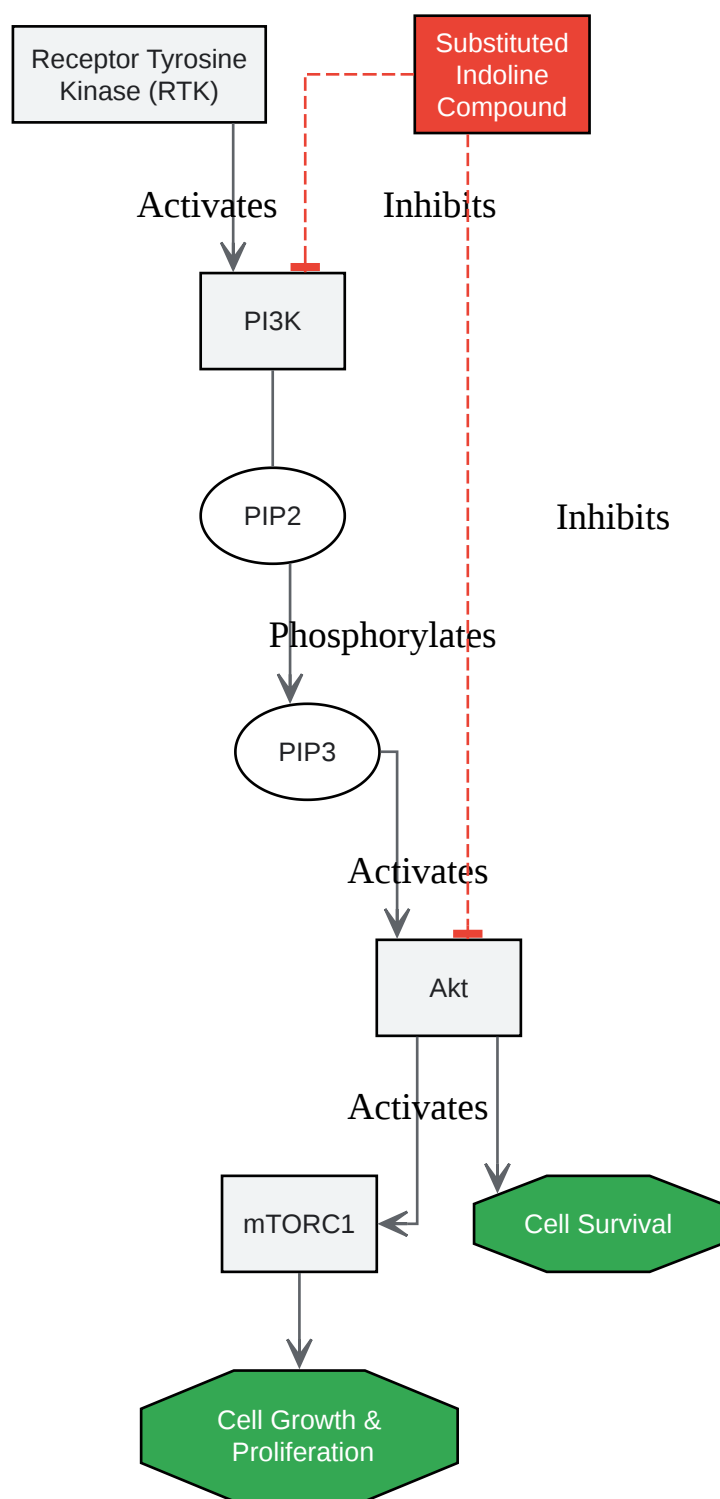 Receptor Tyrosine
Kinase (RTK)
Substituted
Indoline
Compound
Activates
Inhibits
PI3K
PIP2
Inhibits
Phosphorylates
PIP3
Activates
Akt
Activates
mTORC1
Cell Survival
Cell Growth &
Proliferation